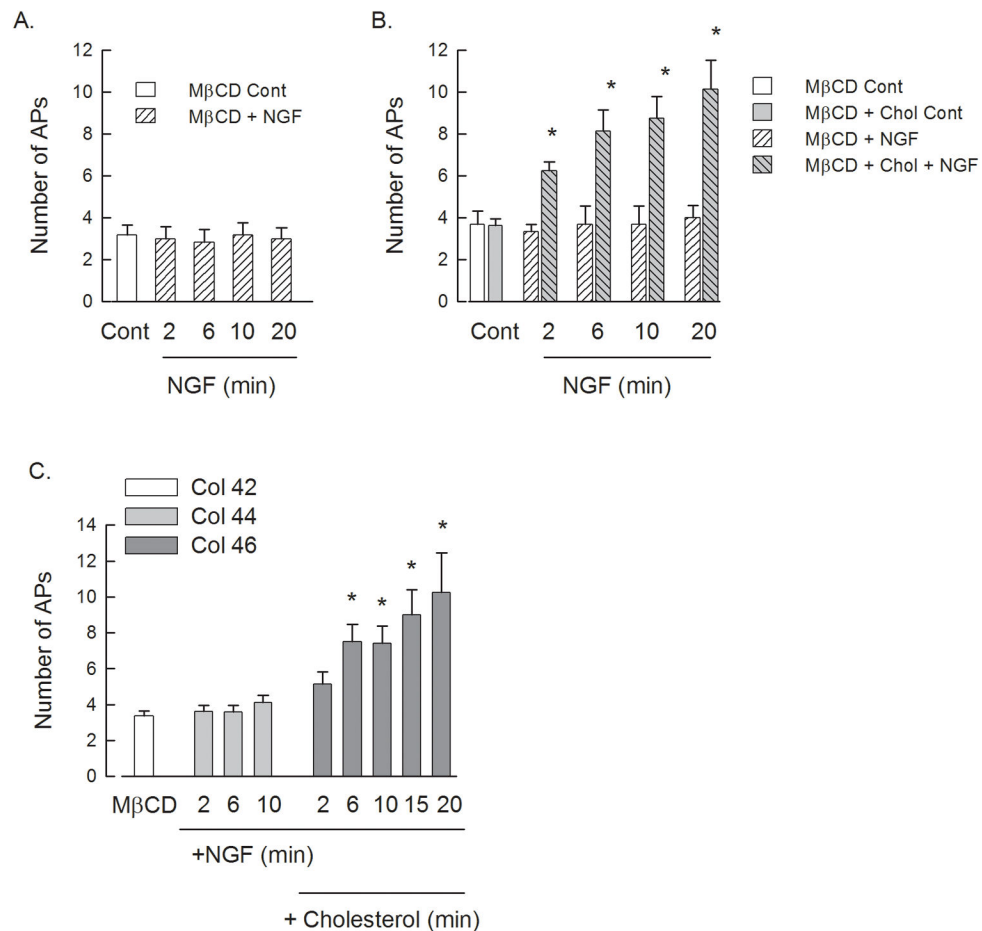 A.
12
10
8
6
4
2
0
Number of APs
MβCD Cont
MβCD + NGF
Cont 2 6 10 20
NGF (min)
B.
12
10
8
6
4
2
0
Number of APs
* * * *
MβCD Cont
MβCD + Chol Cont
MβCD + NGF
MβCD + Chol + NGF
Cont 2 6 10 20
NGF (min)
C.
Col 42
Col 44
Col 46
14
12
10
8
6
4
2
0
Number of APs
* * * *
MβCD 2 6 10 2 6 10 15 20
+NGF (min)
+ Cholesterol (min)